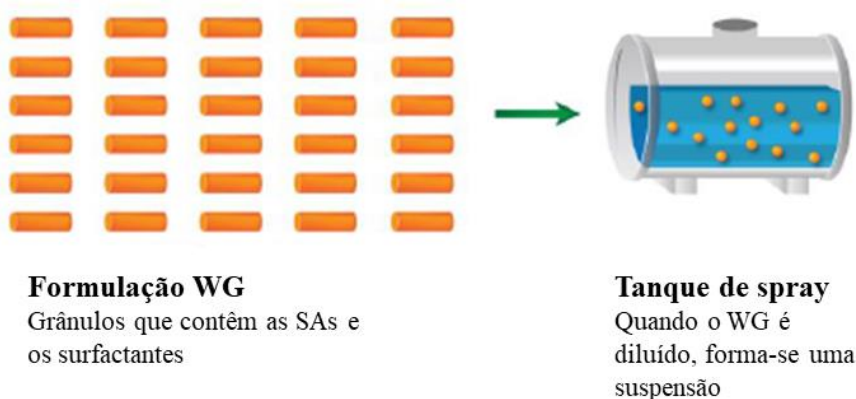 Formulação WG
Grânulos que contêm as SAs e
os surfactantes
Tanque de spray
Quando o WG é
diluído, forma-se uma
suspensão